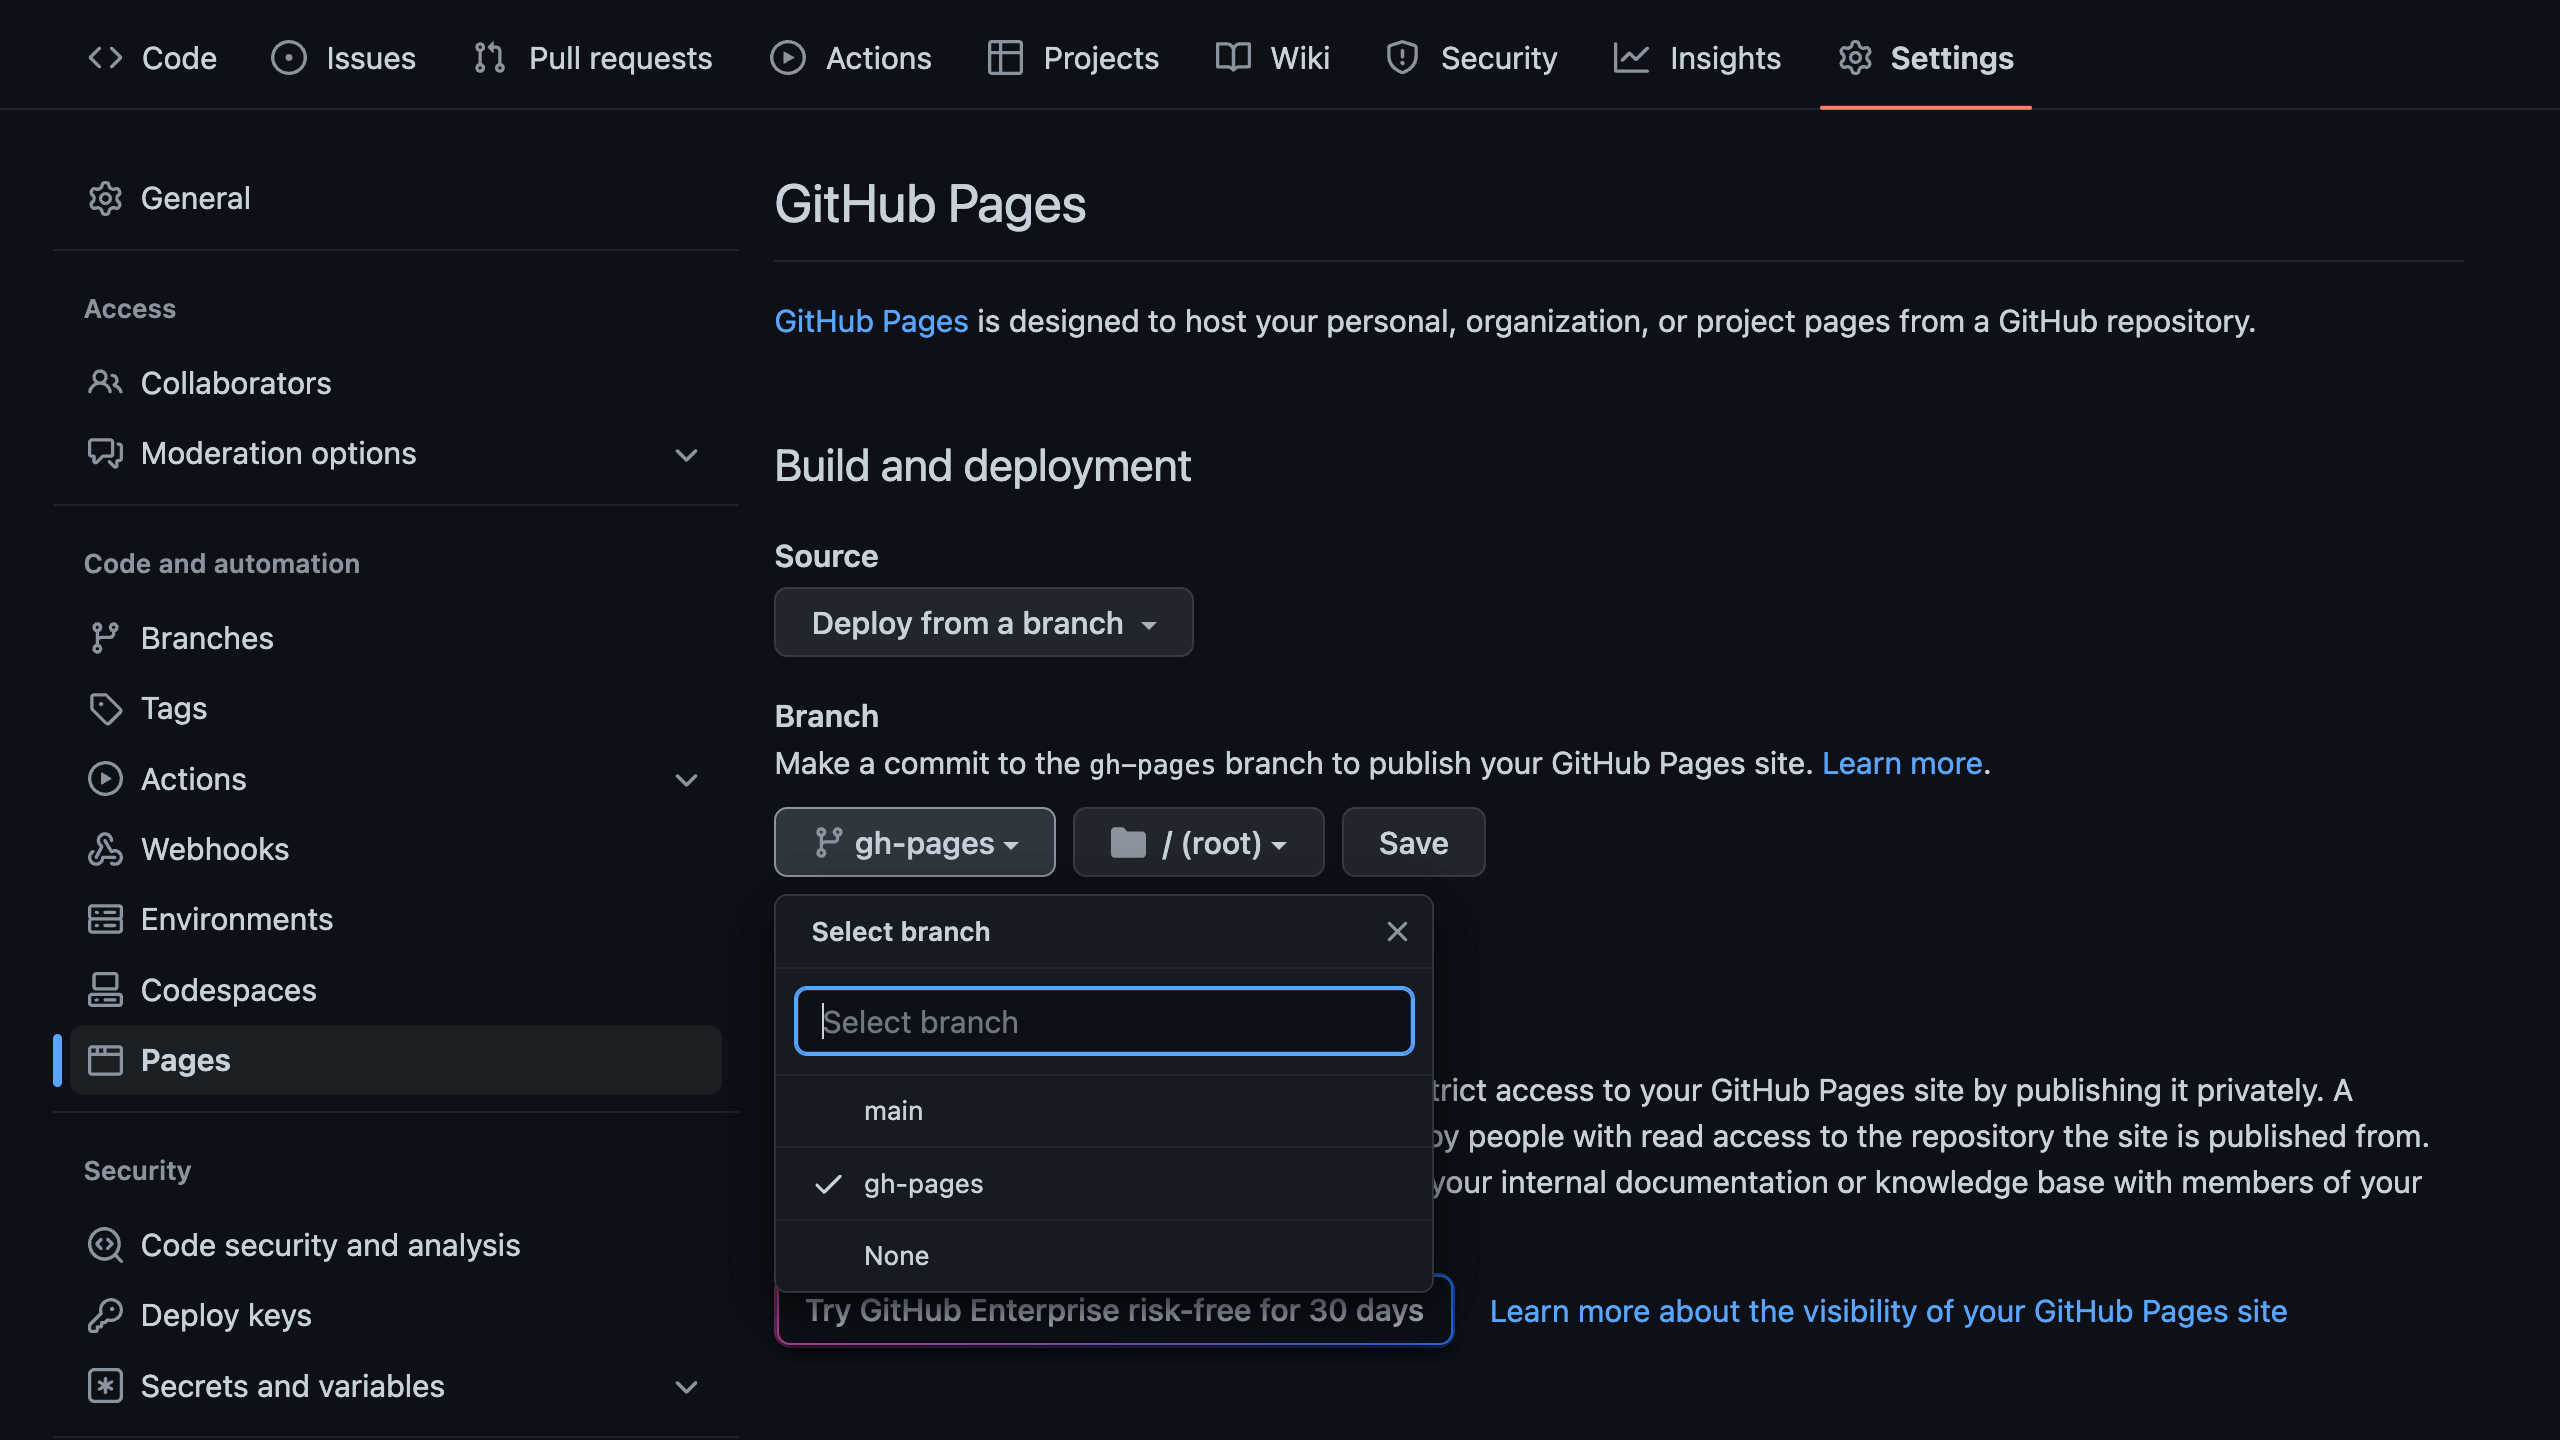 Code Issues Pull requests Actions Projects Wiki Security Insights Settings
General
Access
Collaborators
Moderation options
Code and automation
Branches
Tags
Actions
Webhooks
Environments
Codespaces
Pages
Security
Code security and analysis
Deploy keys
Secrets and variables
GitHub Pages
GitHub Pages is designed to host your personal, organization, or project pages from a GitHub repository.
Build and deployment
Source
Deploy from a branch
Branch
Make a commit to the gh-pages branch to publish your GitHub Pages site. Learn more.
gh-pages / (root) Save
Select branch
Select branch
main
gh-pages
None
access to your GitHub Pages site by publishing it privately. A
people with read access to the repository the site is published from.
your internal documentation or knowledge base with members of your
Try GitHub Enterprise risk-free for 30 days Learn more about the visibility of your GitHub Pages site